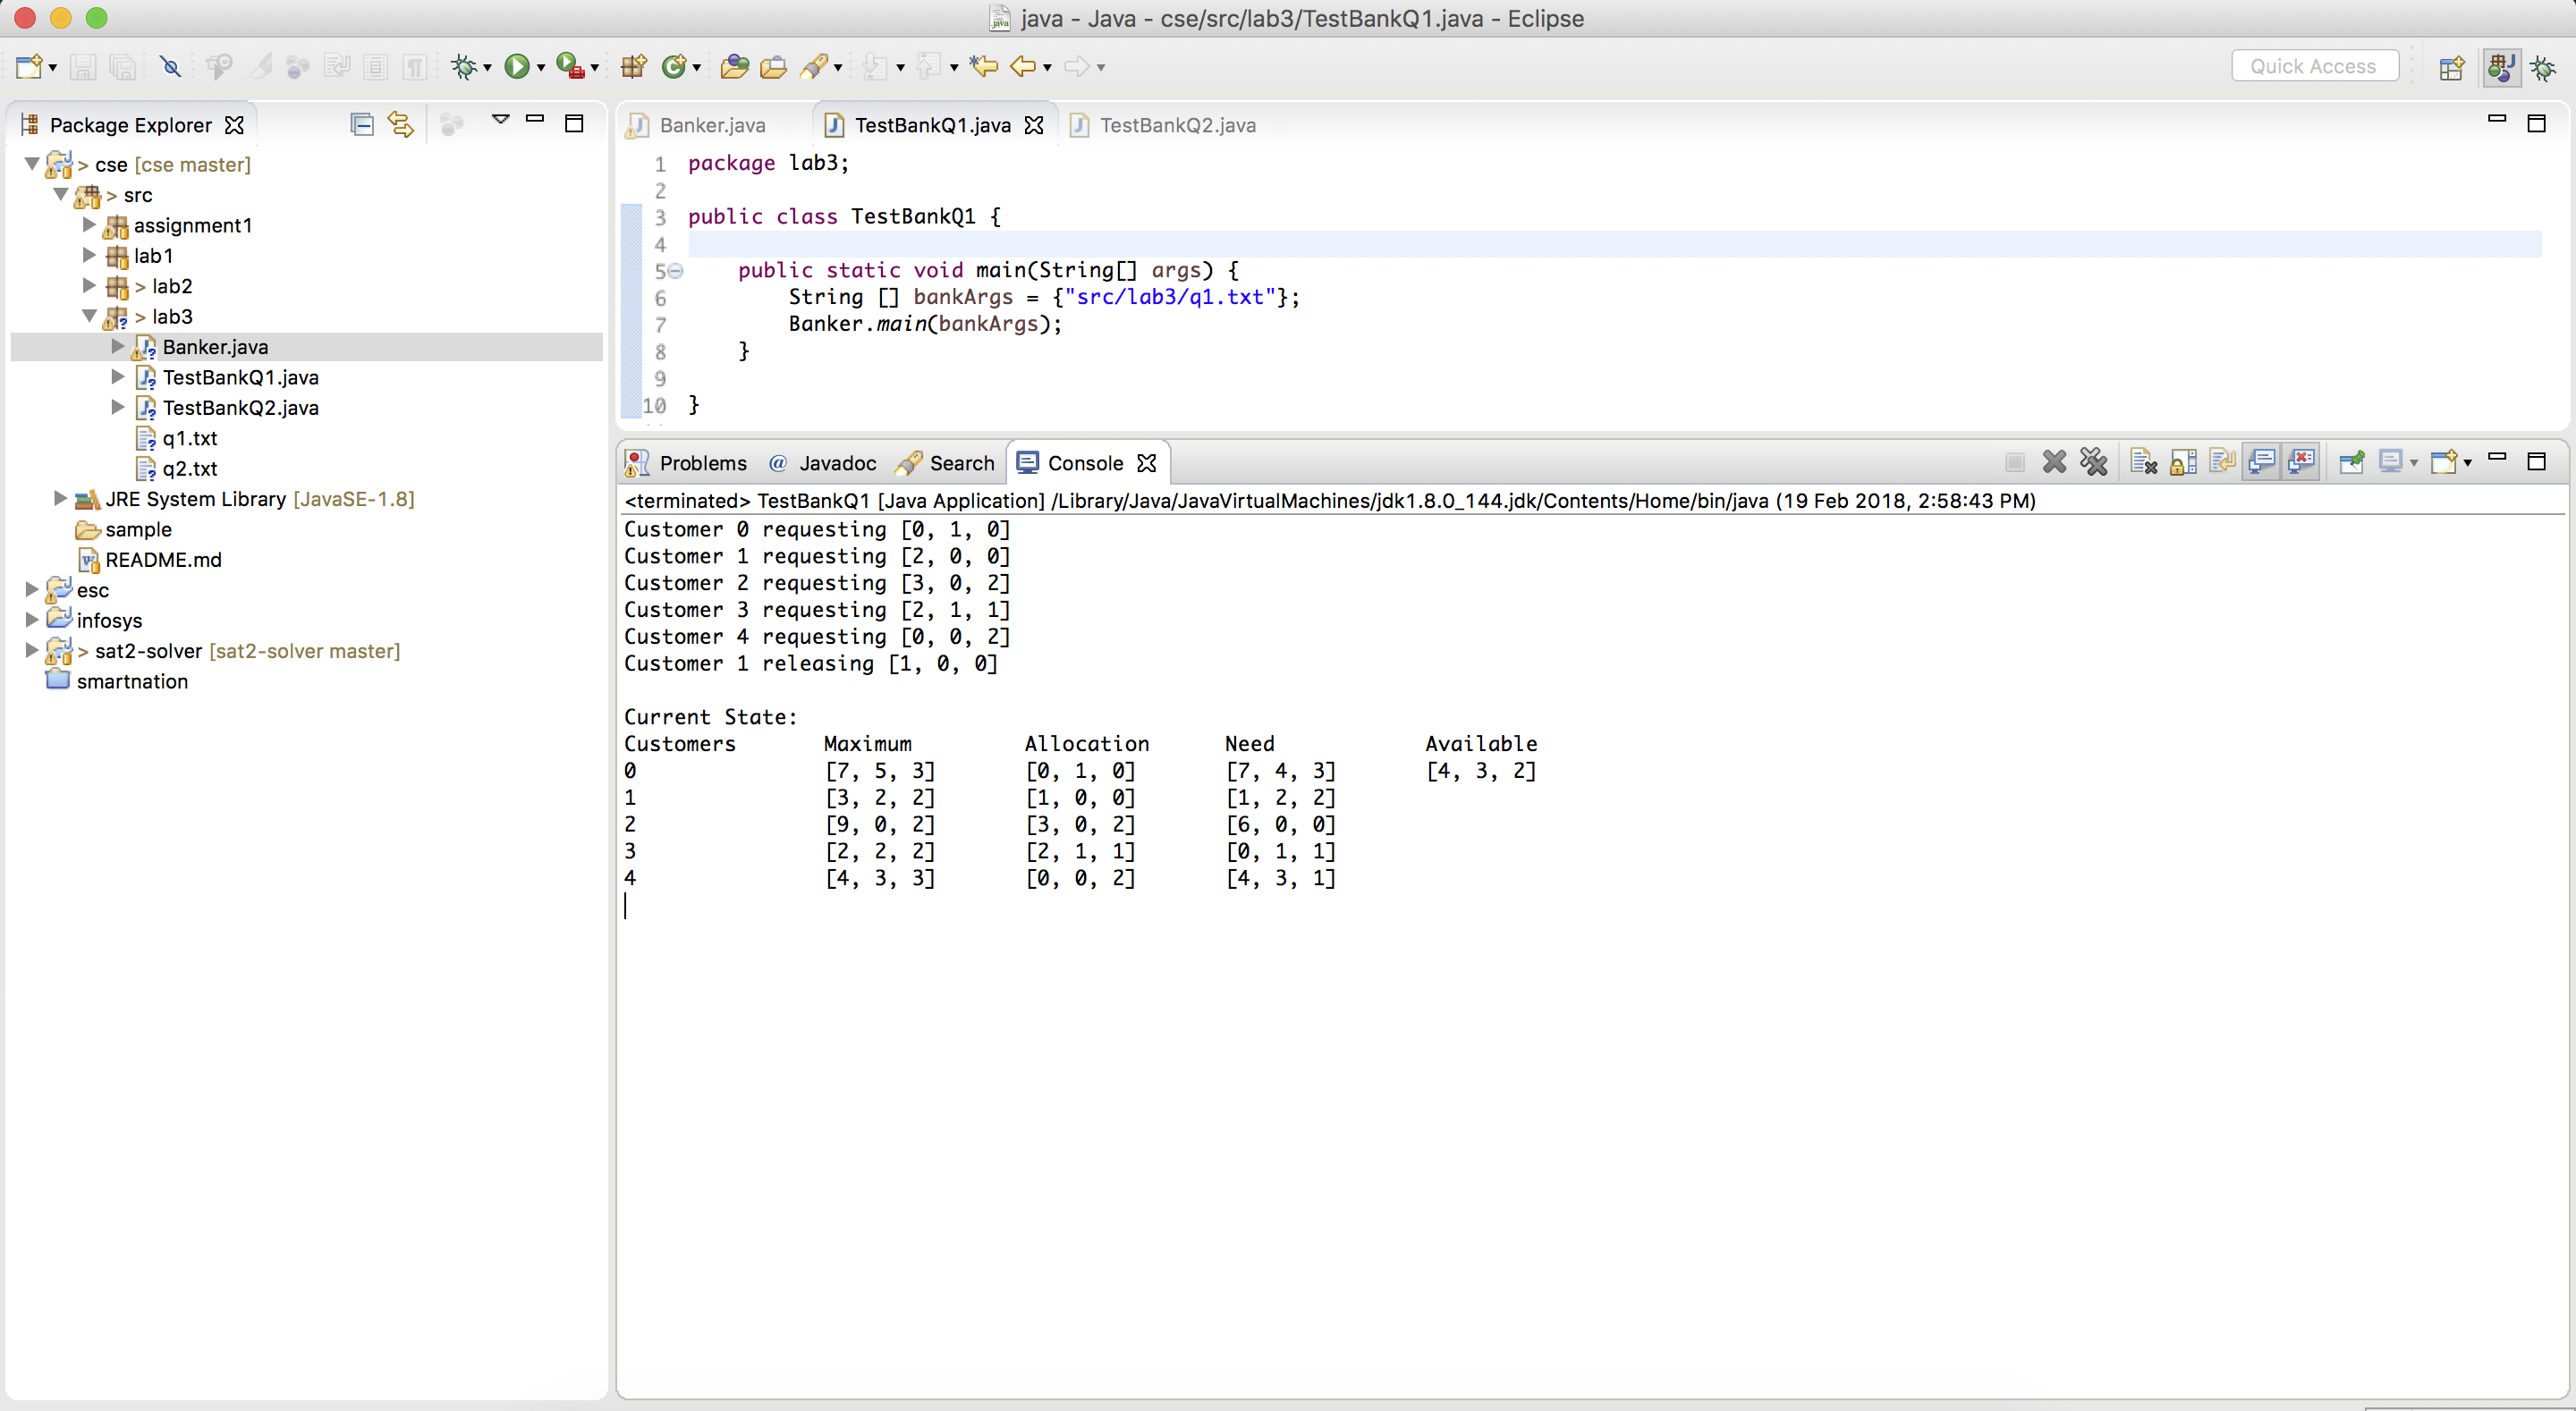 java - Java - cse/src/lab3/TestBankQ1.java - Eclipse
Quick Access
Package Explorer
> cse [cse master]
> src
assignment1
lab1
> lab2
> lab3
Banker.java
TestBankQ1.java
TestBankQ2.java
q1.txt
q2.txt
JRE System Library [JavaSE-1.8]
sample
README.md
esc
infosys
> sat2-solver [sat2-solver master]
smartnation
Banker.java TestBankQ1.java TestBankQ2.java
1 package lab3;
2
3 public class TestBankQ1 {
4
5 public static void main(String[] args) {
6 String [] bankArgs = {"src/lab3/q1.txt"};
7 Banker.main(bankArgs);
8 }
9
10 }
Problems @ Javadoc Search Console
<terminated> TestBankQ1 [Java Application] /Library/Java/JavaVirtualMachines/jdk1.8.0_144.jdk/Contents/Home/bin/java (19 Feb 2018, 2:58:43 PM)
Customer 0 requesting [0, 1, 0]
Customer 1 requesting [2, 0, 0]
Customer 2 requesting [3, 0, 2]
Customer 3 requesting [2, 1, 1]
Customer 4 requesting [0, 0, 2]
Customer 1 releasing [1, 0, 0]
Current State:
Customers Maximum Allocation Need Available
0 [7, 5, 3] [0, 1, 0] [7, 4, 3] [4, 3, 2]
1 [3, 2, 2] [1, 0, 0] [1, 2, 2]
2 [9, 0, 2] [3, 0, 2] [6, 0, 0]
3 [2, 2, 2] [2, 1, 1] [0, 1, 1]
4 [4, 3, 3] [0, 0, 2] [4, 3, 1]